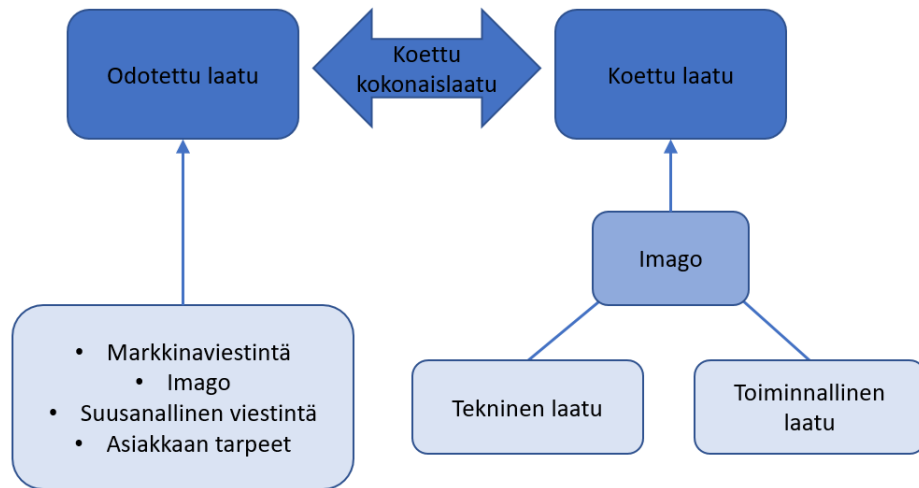 Odotettu laatu
Koettu
kokonaislaatu
Koettu laatu
Imago
• Markkinaviestintä
• Imago
• Suusanallinen viestintä
• Asiakkaan tarpeet
Tekninen laatu
Toiminnallinen
laatu